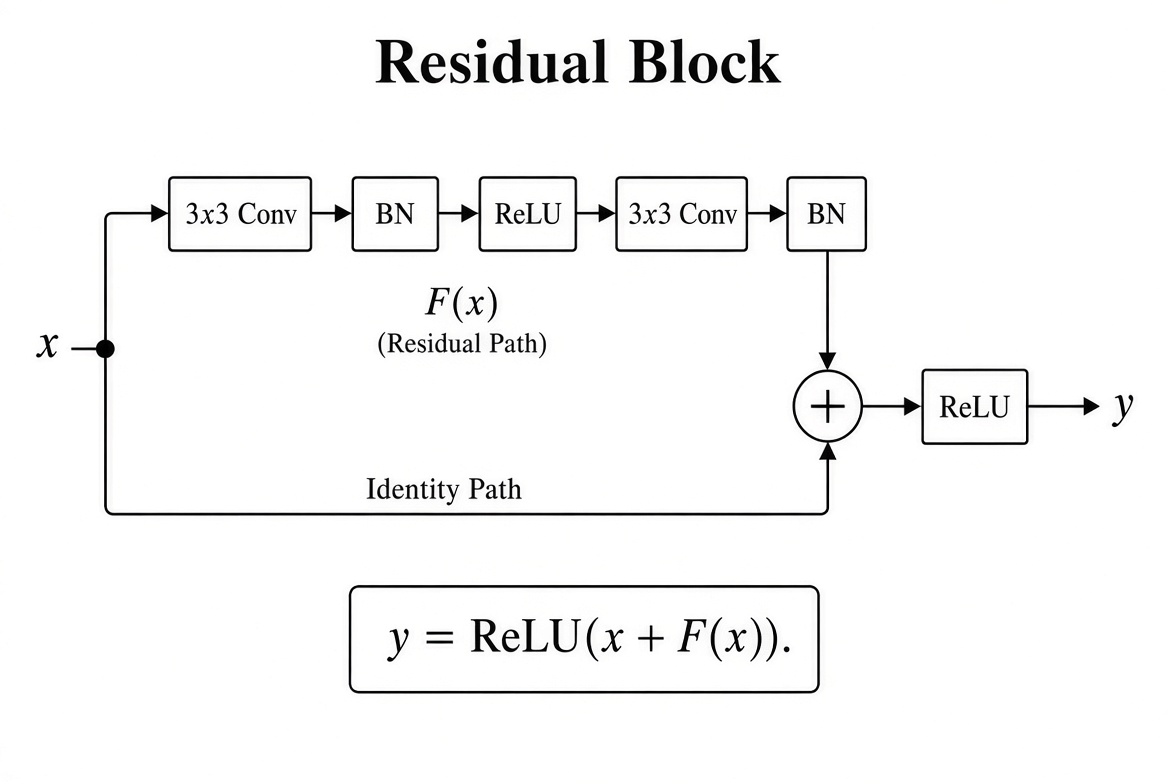 Residual Block
3x3 Conv
BN
ReLU
3x3 Conv
BN
F(x)
(Residual Path)
x
+
ReLU
y
Identity Path
y = ReLU(x + F(x)).